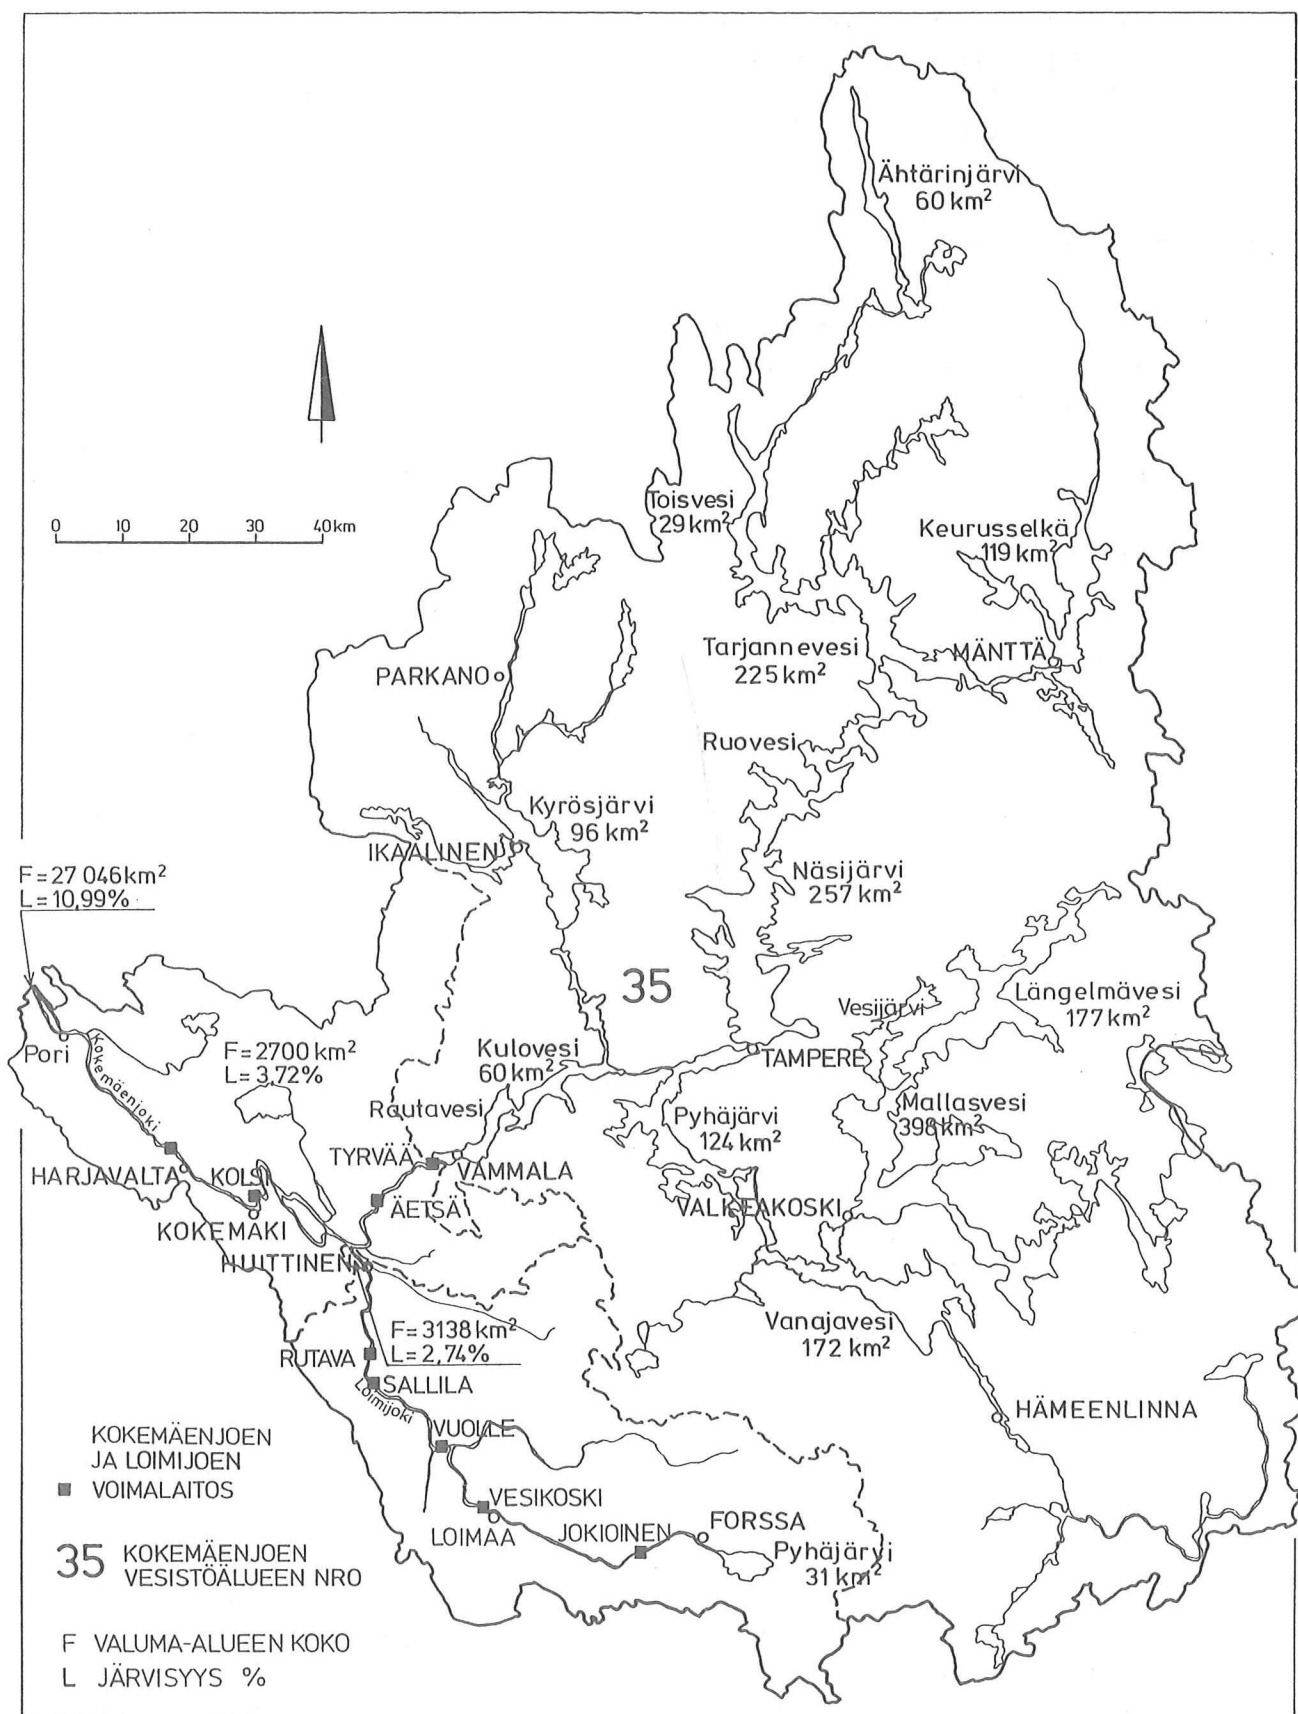 Ähtärinjärvi
60 km²
0 10 20 30 40 km
Toisvesi
29 km²
Keurusselkä
119 km²
Tarjannevesi
225 km²
MÄNTTÄ
PARKANO
Ruovesi
Kyrösjärvi
96 km²
IKAALINEN
Näsijärvi
257 km²
F = 27 046 km²
L = 10,99%
35
Längelmävesi
177 km²
Vesijärvi
Pori
Kokemäenjoki
F = 2700 km²
L = 3,72%
Kulovesi
60 km²
TAMPERE
Rautavesi
Pyhäjärvi
124 km²
Mallasvesi
398 km²
TYRVÄÄ
VAMMALA
HARJAVALTA
KOLSI
ÄETSÄ
VALKEAKOSKI
KOKEMÄKI
HUITTINEN
Vanajavesi
172 km²
F = 3138 km²
L = 2,74%
RUTAVA
SALLILA
Loimijoki
HÄMEENLINNA
VUOLLE
KOKEMÄENJOEN
JA LOIMIJOEN
VOIMALAITOS
VESIKOSKI
LOIMAA
JOKIOINEN
FORSSA
Pyhäjärvi
31 km²
35 KOKEMÄENJOEN
VESISTÖÄLUEEN NRO
F VALUMA-ALUEEN KOKO
L JÄRVISYYS %